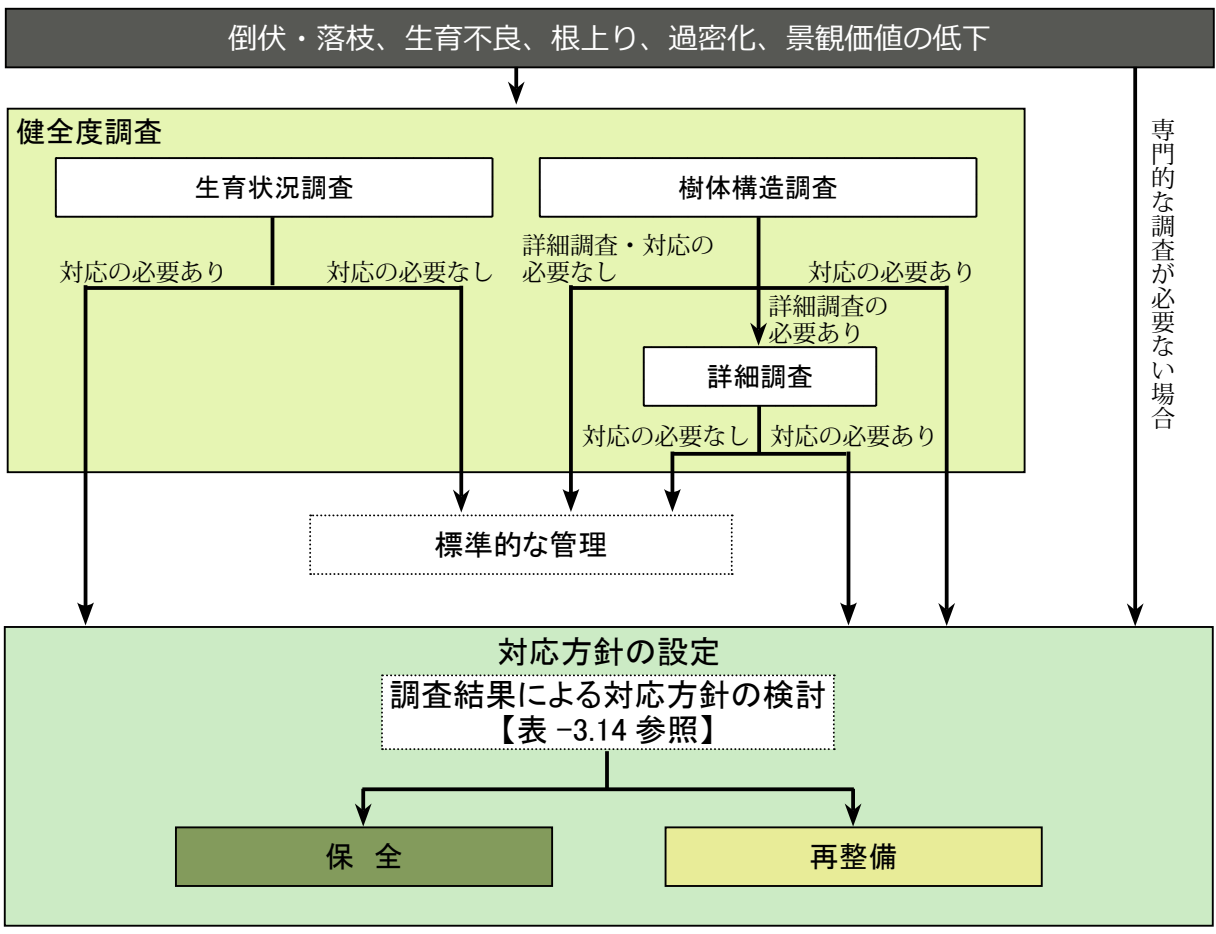 倒伏・落枝、生育不良、根上り、過密化、景観価値の低下
専門的な調査が必要ない場合
健全度調査
生育状況調査
樹体構造調査
対応の必要あり
対応の必要なし
詳細調査・対応の
必要なし
対応の必要あり
詳細調査の
必要あり
詳細調査
対応の必要なし
対応の必要あり
標準的な管理
対応方針の設定
調査結果による対応方針の検討
【表 −3.14 参照】
保 全
再整備